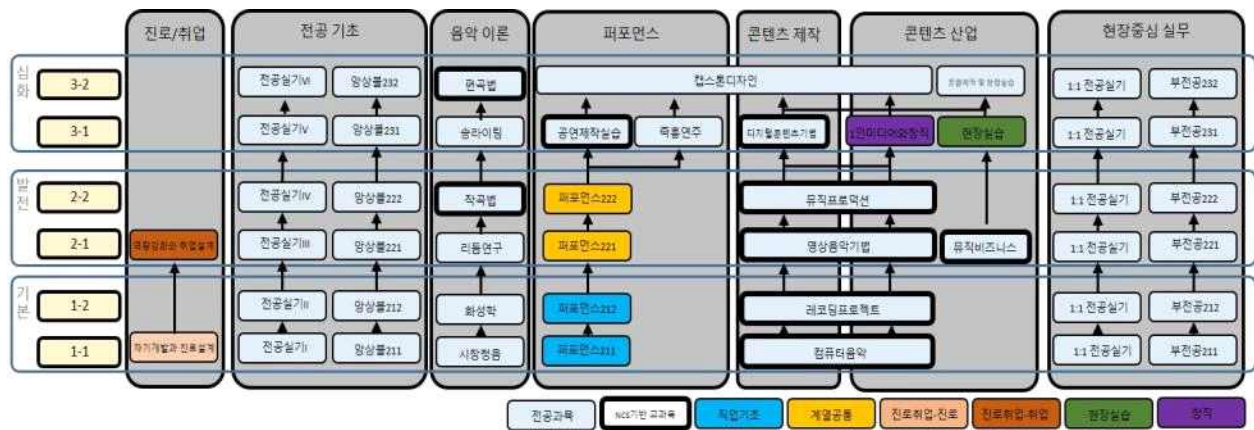 진로/취업 전공 기초 음악 이론 퍼포먼스 콘텐츠 제작 콘텐츠 산업 현장중심 실무
심화
3-2 전공실기VI 앙상블232 편곡법 캡스톤디자인 1:1 전공실기 부전공232
3-1 전공실기V 앙상블231 송라이팅 공연제작실습 즉흥연주 디지털콘텐츠기법 1인미디어와창직 현장실습 1:1 전공실기 부전공231
발전
2-2 전공실기IV 앙상블222 작곡법 퍼포먼스222 뮤직프로덕션 1:1 전공실기 부전공222
2-1 역량강화와 취업설계 전공실기III 앙상블221 리듬연구 퍼포먼스221 영상음악기법 뮤직비즈니스 1:1 전공실기 부전공221
기본
1-2 전공실기II 앙상블212 화성학 퍼포먼스212 레코딩프로젝트 1:1 전공실기 부전공212
1-1 자기개발과 진로설계 전공실기I 앙상블211 시창청음 퍼포먼스211 컴퓨터음악 1:1 전공실기 부전공211
전공과목 NCS기반 교과목 직업기초 계열공통 진로취업-진로 진로취업-취업 현장실습 창직